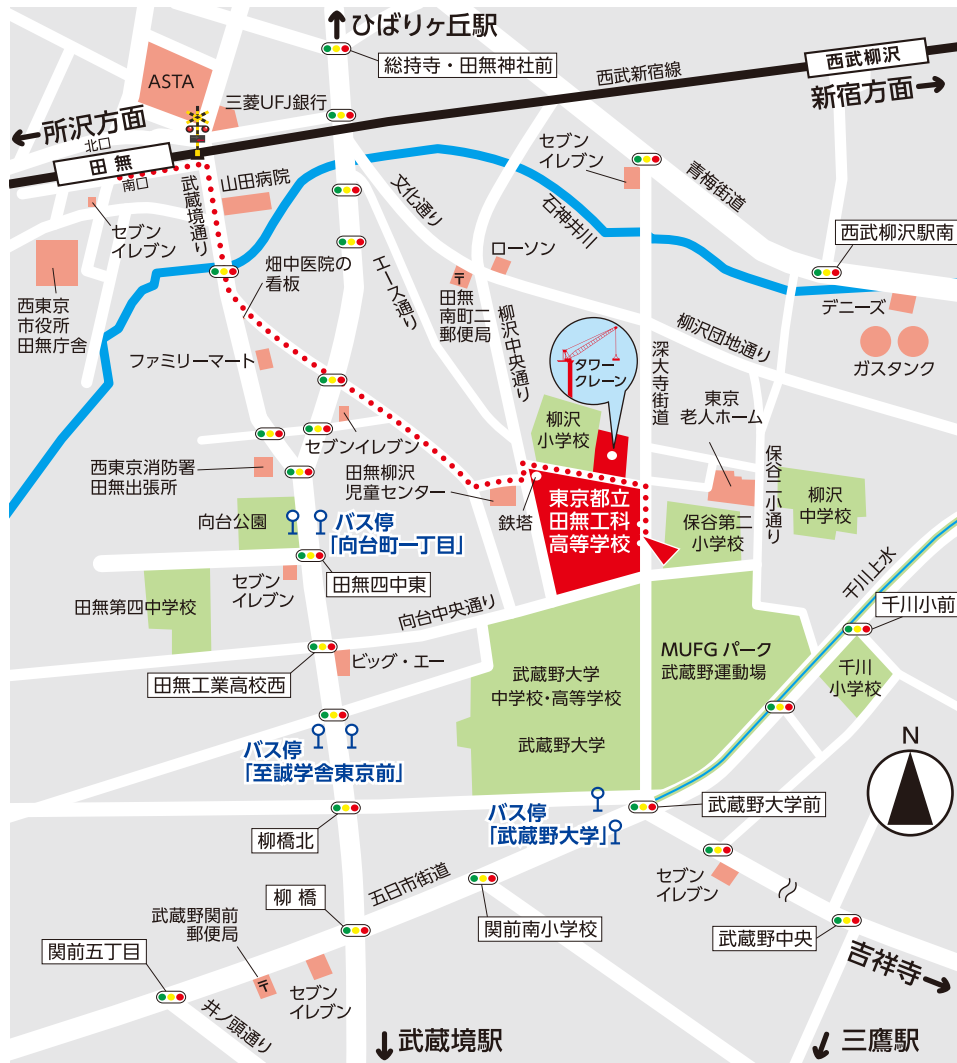 ひばりヶ丘駅
総持寺・田無神社前
西武柳沢
西武新宿線
新宿方面
ASTA
三菱UFJ銀行
所沢方面
北口
田 無
南口
武蔵境通り
山田病院
セブン
イレブン
文化通り
セブン
イレブン
石神井川
青梅街道
西武柳沢駅南
畑中医院の
看板
エース通り
ローソン
〒
田無
南町二
郵便局
デニーズ
西東京
市役所
田無庁舎
柳沢中央通り
柳沢団地通り
ガスタンク
ファミリーマート
タワー
クレーン
深大寺街道
東京
老人ホーム
柳沢
小学校
セブンイレブン
西東京消防署
田無出張所
田無柳沢
児童センター
保谷二小通り
鉄塔
東京都立
田無工科
高等学校
保谷第二
小学校
柳沢
中学校
向台公園
バス停
「向台町一丁目」
田無四中東
セブン
イレブン
田無第四中学校
向台中央通り
千川上水
千川小前
田無工業高校西
ビッグ・エー
武蔵野大学
中学校・高等学校
武蔵野大学
MUFG パーク
武蔵野運動場
千川
小学校
バス停
「至誠学舎東京前」
N
バス停
「武蔵野大学」
武蔵野大学前
柳橋北
五日市街道
セブン
イレブン
柳 橋
関前南小学校
武蔵野中央
武蔵野関前
郵便局
〒
関前五丁目
セブン
イレブン
井ノ頭通り
吉祥寺
武蔵境駅
三鷹駅